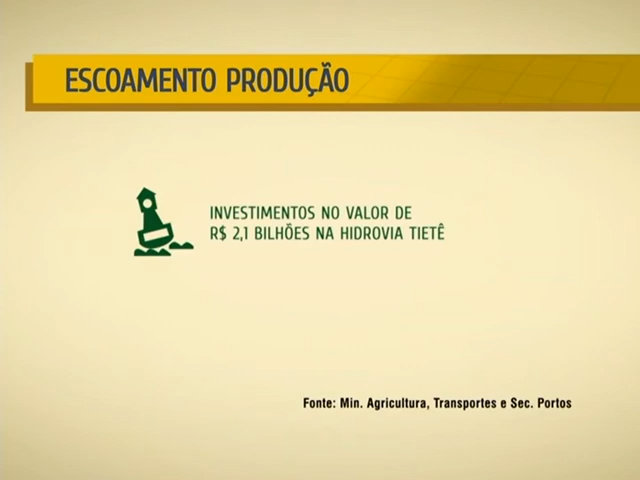 ESCOAMENTO PRODUÇÃO
INVESTIMENTOS NO VALOR DE
R$ 2,1 BILHÕES NA HIDROVIA TIETÊ
Fonte: Min. Agricultura, Transportes e Sec. Portos